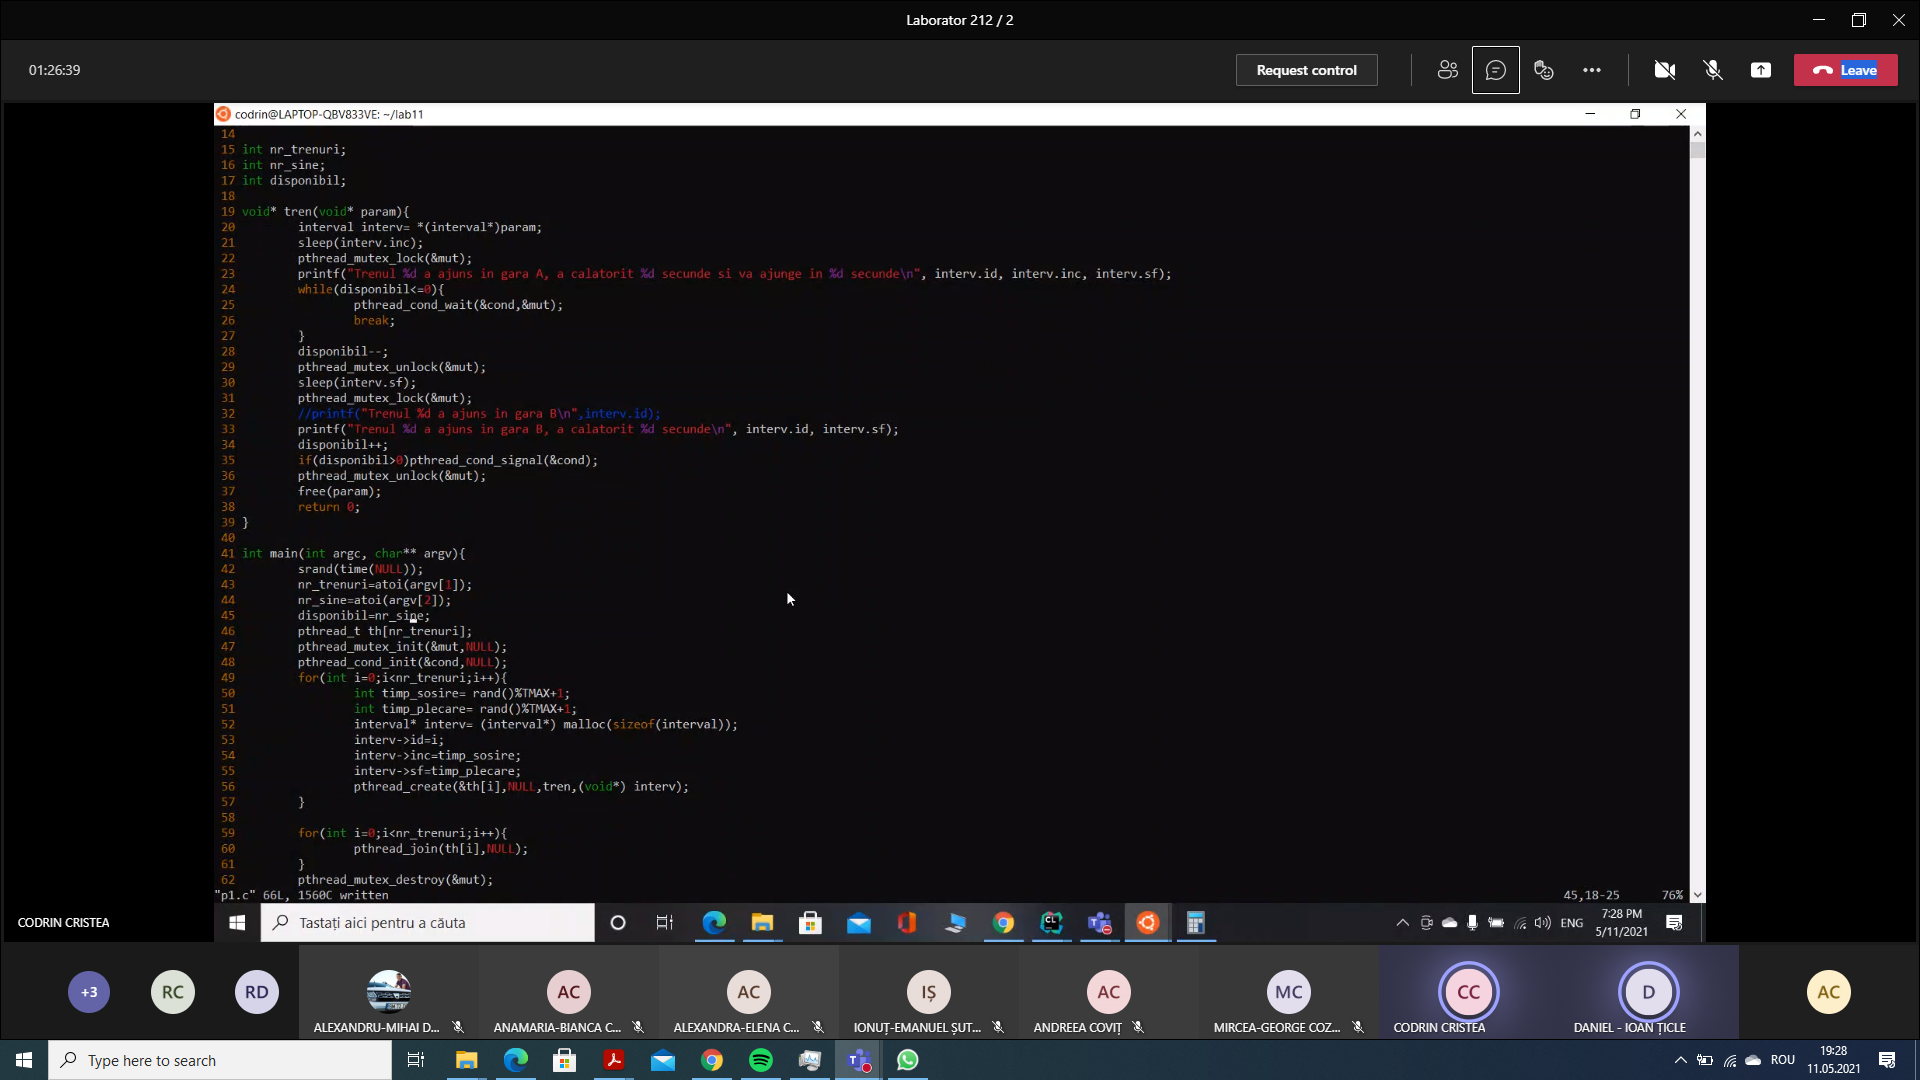 Laborator 212 / 2
01:26:39
Request control
Leave
codrin@LAPTOP-QBV833VE: ~/lab11
14
15 int nr_trenuri;
16 int nr_sine;
17 int disponibil;
18
19 void* tren(void* param){
20 interval interv= *(interval*)param;
21 sleep(interv.inc);
22 pthread_mutex_lock(&mut);
23 printf("Trenul %d a ajuns in gara A, a calatorit %d secunde si va ajunge in %d secunde\n", interv.id, interv.inc, interv.sf);
24 while(disponibil<=0){
25 pthread_cond_wait(&cond,&mut);
26 break;
27 }
28 disponibil--;
29 pthread_mutex_unlock(&mut);
30 sleep(interv.sf);
31 pthread_mutex_lock(&mut);
32 //printf("Trenul %d a ajuns in gara B\n",interv.id);
33 printf("Trenul %d a ajuns in gara B, a calatorit %d secunde\n", interv.id, interv.sf);
34 disponibil++;
35 if(disponibil>0)pthread_cond_signal(&cond);
36 pthread_mutex_unlock(&mut);
37 free(param);
38 return 0;
39 }
40
41 int main(int argc, char** argv){
42 srand(time(NULL));
43 nr_trenuri=atoi(argv[1]);
44 nr_sine=atoi(argv[2]);
45 disponibil=nr_sine;
46 pthread_t th[nr_trenuri];
47 pthread_mutex_init(&mut,NULL);
48 pthread_cond_init(&cond,NULL);
49 for(int i=0;i<nr_trenuri;i++){
50 int timp_sosire= rand()%TMAX+1;
51 int timp_plecare= rand()%TMAX+1;
52 interval* interv= (interval*) malloc(sizeof(interval));
53 interv->id=i;
54 interv->inc=timp_sosire;
55 interv->sf=timp_plecare;
56 pthread_create(&th[i],NULL,tren,(void*) interv);
57 }
58
59 for(int i=0;i<nr_trenuri;i++){
60 pthread_join(th[i],NULL);
61 }
62 pthread_mutex_destroy(&mut);
"p1.c" 66L, 1560C written 45,18-25 76%
CODRIN CRISTEA
Tastați aici pentru a căuta
ENG
7:28 PM
5/11/2021
+3
RC
RD
AC
AC
IȘ
AC
MC
CC
D
AC
ALEXANDRU-MIHAI D...
ANAMARIA-BIANCA C...
ALEXANDRA-ELENA C...
IONUȚ-EMANUEL ȘUT...
ANDREEA COVIȚ
MIRCEA-GEORGE COZ...
CODRIN CRISTEA
DANIEL - IOAN ȚICLE
Type here to search
ROU
19:28
11.05.2021